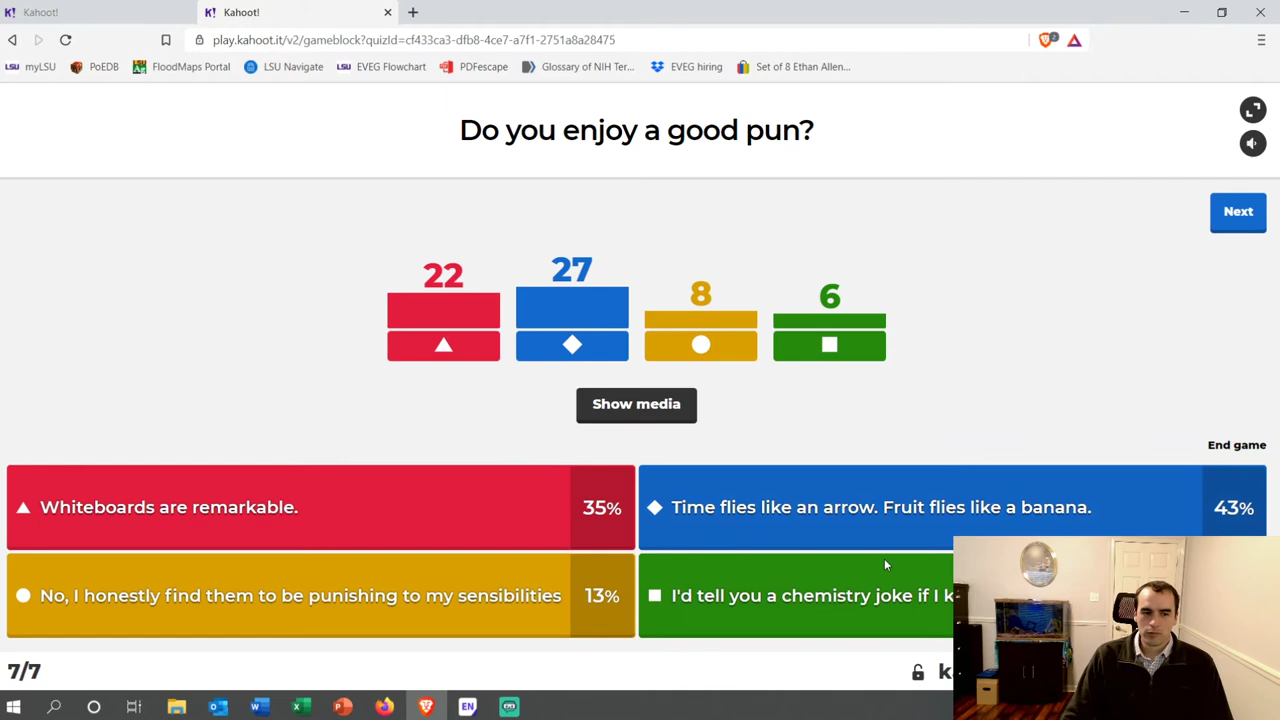 K! Kahoot!
K! Kahoot!
play.kahoot.it/v2/gameblock?quizId=cf433ca3-dfb8-4ce7-a7f1-2751a8a28475
2
LSU myLSU PoEDB FloodMaps Portal LSU Navigate LSU EVEG Flowchart PDFescape Glossary of NIH Ter... EVEG hiring Set of 8 Ethan Allen...
Do you enjoy a good pun?
Next
22 27 8 6
Show media
End game
Whiteboards are remarkable. 35%
Time flies like an arrow. Fruit flies like a banana. 43%
No, I honestly find them to be punishing to my sensibilities 13%
I'd tell you a chemistry joke if I k
7/7
k
EN